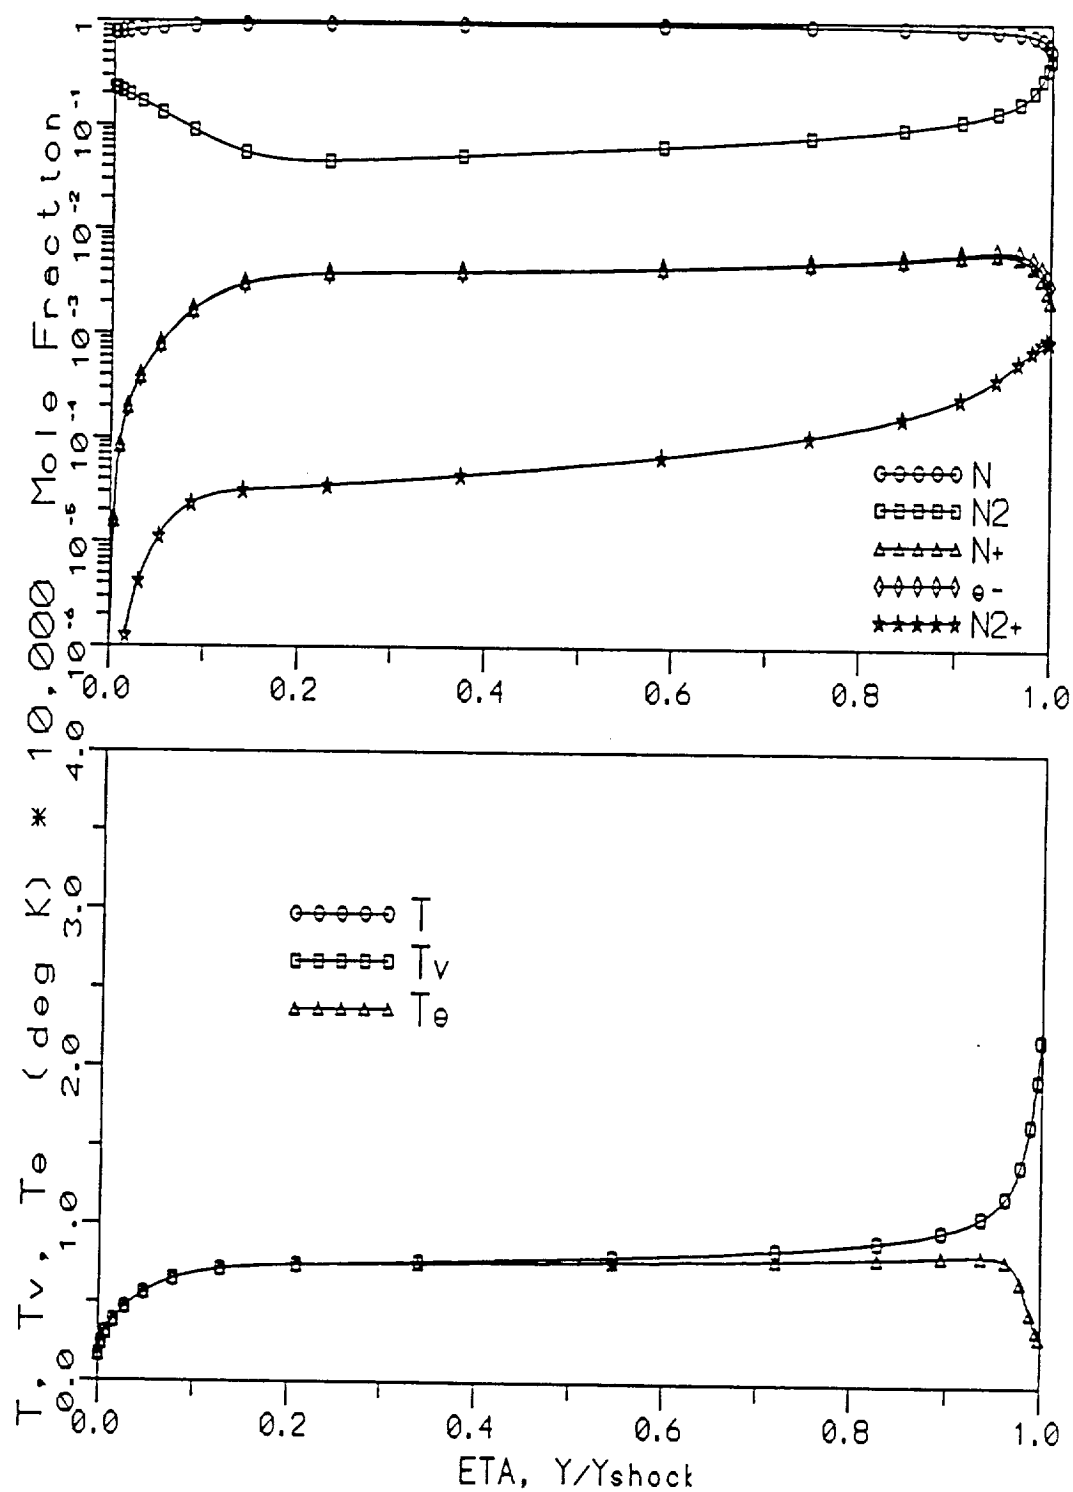 Mole Fraction
1
10-1
10-2
10-3
10-4
10-5
10-6
N
N2
N+
e-
N2+
0.0 0.2 0.4 0.6 0.8 1.0
T, Tv, Te (deg K) * 10,000
4.0
3.0
2.0
1.0
0.0
T
Tv
Te
0.0 0.2 0.4 0.6 0.8 1.0
ETA, Y/Yshock